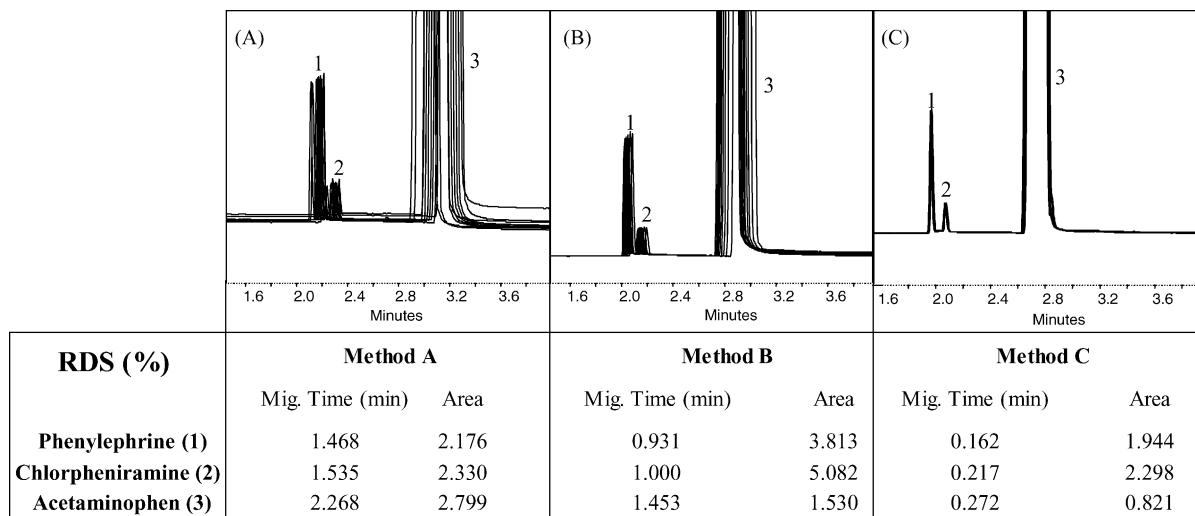 (A)
1
2
3
1.6 2.0 2.4 2.8 3.2 3.6
Minutes
(B)
1
2
3
1.6 2.0 2.4 2.8 3.2 3.6
Minutes
(C)
1
2
3
1.6 2.0 2.4 2.8 3.2 3.6
Minutes
RDS (%) Method A Method B Method C
Mig. Time (min) Area Mig. Time (min) Area Mig. Time (min) Area
Phenylephrine (1) 1.468 2.176 0.931 3.813 0.162 1.944
Chlorpheniramine (2) 1.535 2.330 1.000 5.082 0.217 2.298
Acetaminophen (3) 2.268 2.799 1.453 1.530 0.272 0.821